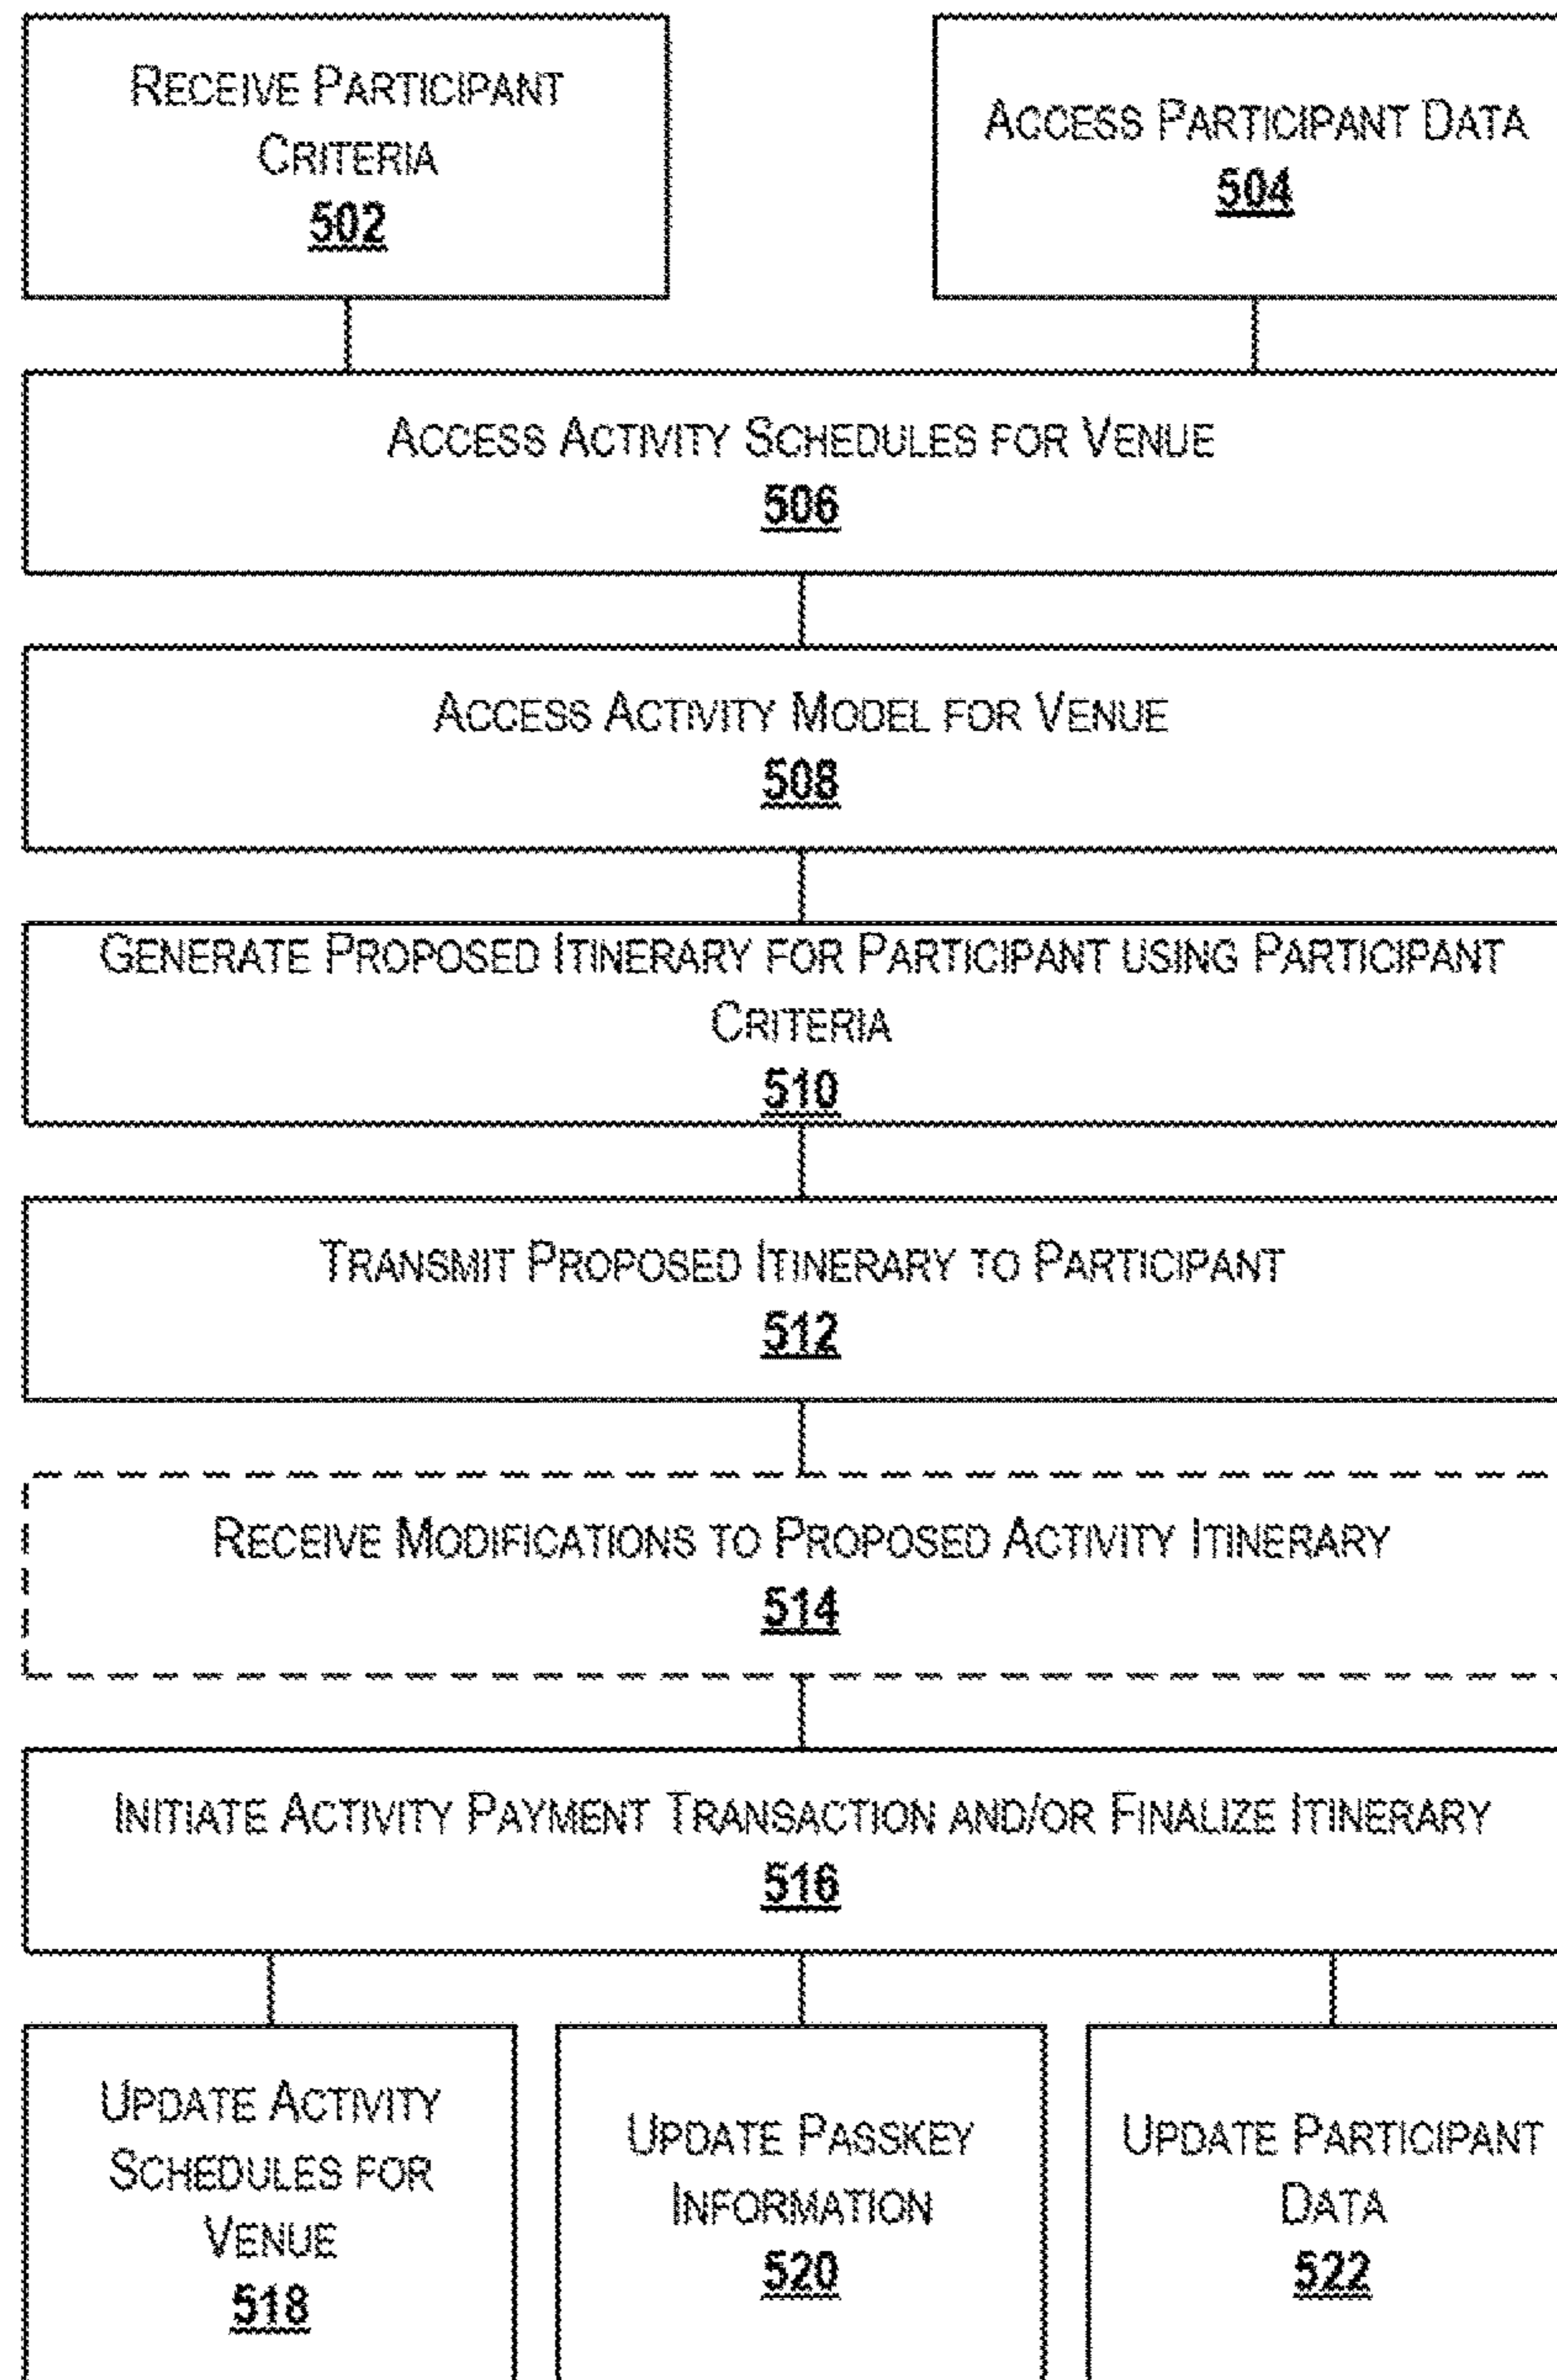 RECEIVE PARTICIPANT
CRITERIA
502
ACCESS PARTICIPANT DATA
504
ACCESS ACTIVITY SCHEDULES FOR VENUE
506
ACCESS ACTIVITY MODEL FOR VENUE
508
GENERATE PROPOSED ITINERARY FOR PARTICIPANT USING PARTICIPANT
CRITERIA
510
TRANSMIT PROPOSED ITINERARY TO PARTICIPANT
512
RECEIVE MODIFICATIONS TO PROPOSED ACTIVITY ITINERARY
514
INITIATE ACTIVITY PAYMENT TRANSACTION AND/OR FINALIZE ITINERARY
516
UPDATE ACTIVITY
SCHEDULES FOR
VENUE
518
UPDATE PASSKEY
INFORMATION
520
UPDATE PARTICIPANT
DATA
522